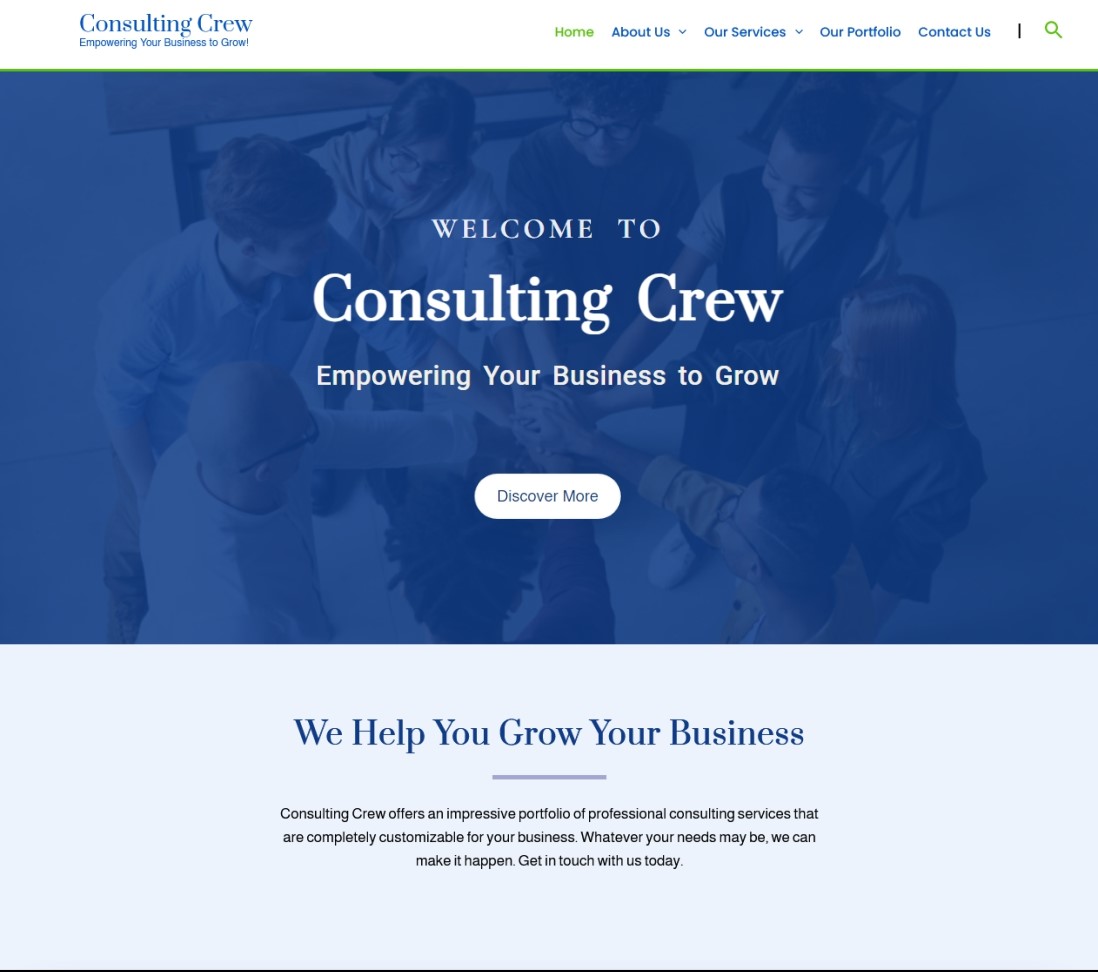 Consulting Crew
Empowering Your Business to Grow!
Home About Us Our Services Our Portfolio Contact Us |
WELCOME TO
Consulting Crew
Empowering Your Business to Grow
Discover More
We Help You Grow Your Business
Consulting Crew offers an impressive portfolio of professional consulting services that
are completely customizable for your business. Whatever your needs may be, we can
make it happen. Get in touch with us today.